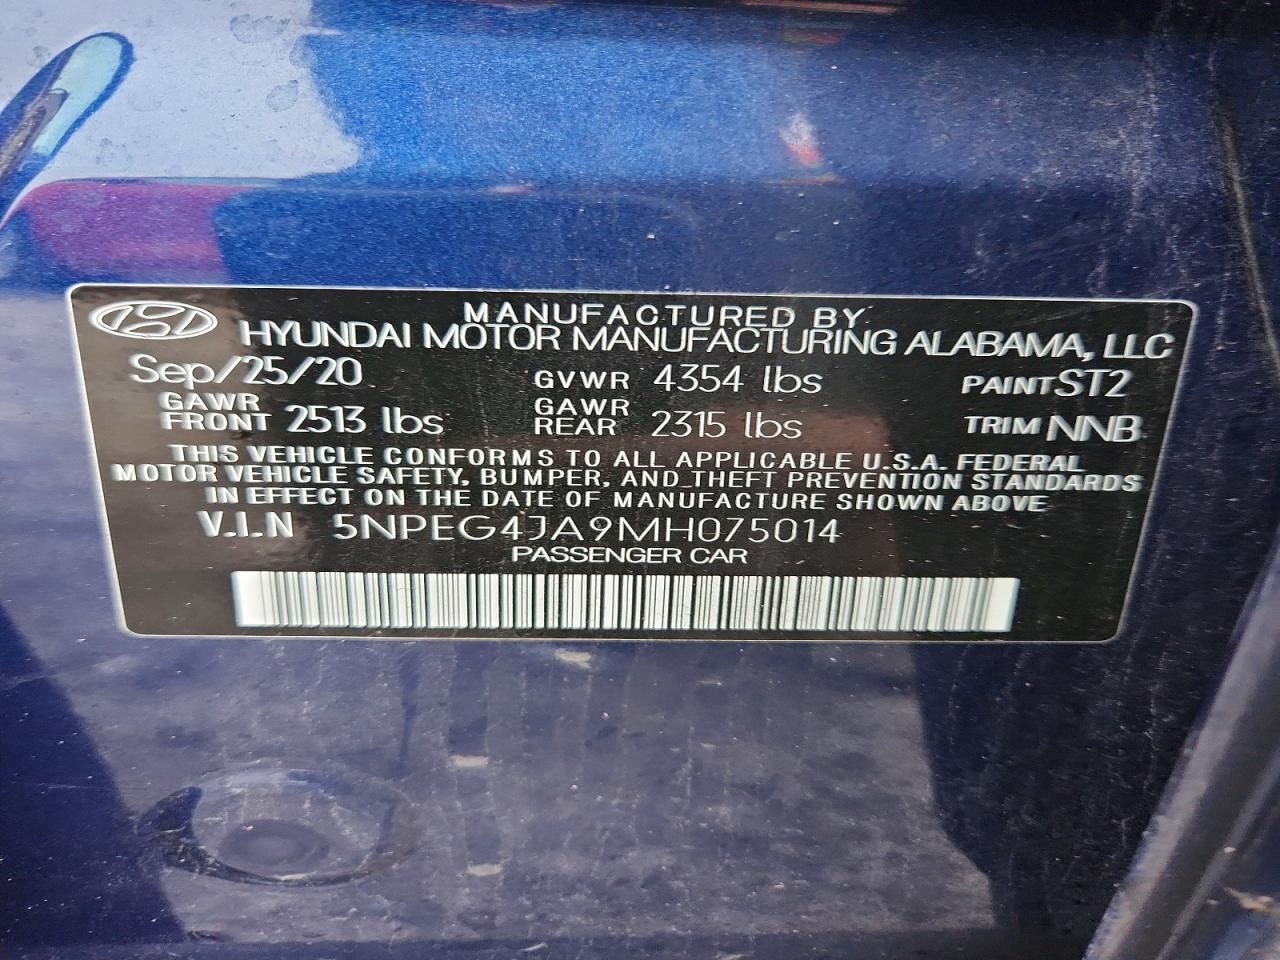 MANUFACTURED BY
HYUNDAI MOTOR MANUFACTURING ALABAMA, LLC
Sep/25/20 GVWR 4354 lbs PAINT ST2
GAWR FRONT 2513 lbs GAWR REAR 2315 lbs TRIM NNB
THIS VEHICLE CONFORMS TO ALL APPLICABLE U.S.A. FEDERAL
MOTOR VEHICLE SAFETY, BUMPER, AND THEFT PREVENTION STANDARDS
IN EFFECT ON THE DATE OF MANUFACTURE SHOWN ABOVE
V.I.N 5NPEG4JA9MH075014
PASSENGER CAR